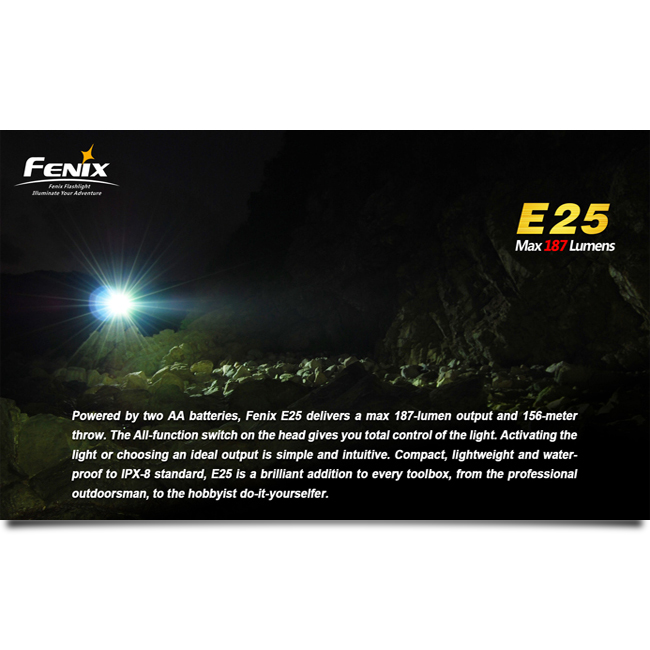 FENIX
Fenix Flashlight
Illuminate Your Adventure
E25
Max 187 Lumens
Powered by two AA batteries, Fenix E25 delivers a max 187-lumen output and 156-meter
throw. The All-function switch on the head gives you total control of the light. Activating the
light or choosing an ideal output is simple and intuitive. Compact, lightweight and water-
proof to IPX-8 standard, E25 is a brilliant addition to every toolbox, from the professional
outdoorsman, to the hobbyist do-it-yourselfer.